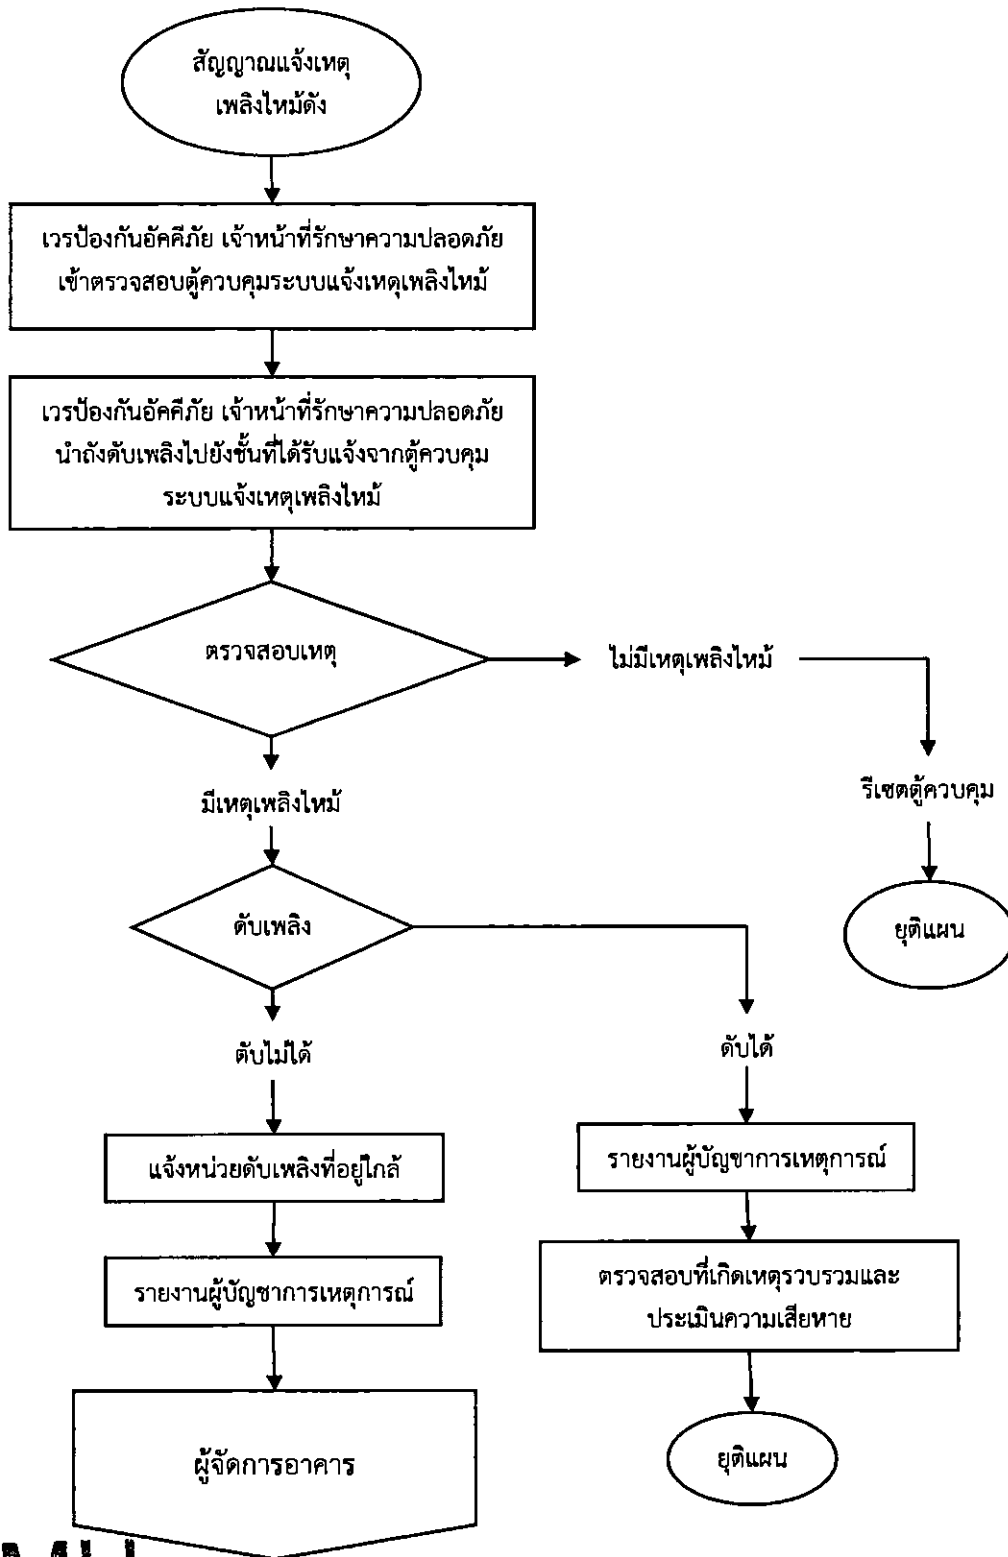 สัญญาณแจ้งเหตุ
เพลิงไหม้ดัง
เวรป้องกันอัคคีภัย เจ้าหน้าที่รักษาความปลอดภัย
เข้าตรวจสอบตู้ควบคุมระบบแจ้งเหตุเพลิงไหม้
เวรป้องกันอัคคีภัย เจ้าหน้าที่รักษาความปลอดภัย
นำถังดับเพลิงไปยังชั้นที่ได้รับแจ้งจากตู้ควบคุม
ระบบแจ้งเหตุเพลิงไหม้
ตรวจสอบเหตุ
ไม่มีเหตุเพลิงไหม้
มีเหตุเพลิงไหม้
รีเซตตู้ควบคุม
ยุติแผน
ดับเพลิง
ดับไม่ได้
ดับได้
แจ้งหน่วยดับเพลิงที่อยู่ใกล้
รายงานผู้บัญชาการเหตุการณ์
รายงานผู้บัญชาการเหตุการณ์
ตรวจสอบที่เกิดเหตุรวบรวมและ
ประเมินความเสียหาย
ผู้จัดการอาคาร
ยุติแผน